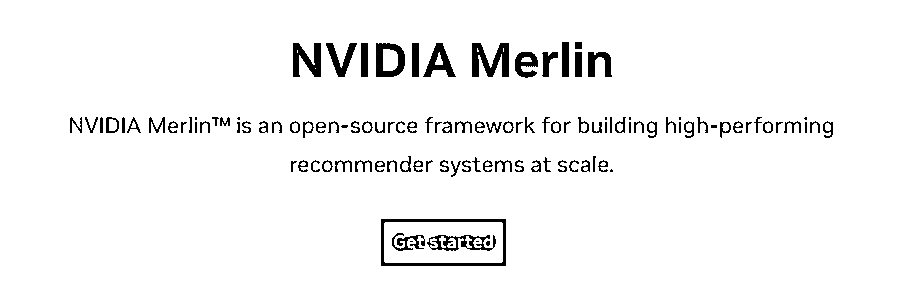 NVIDIA Merlin
NVIDIA Merlin™ is an open-source framework for building high-performing
recommender systems at scale.
Get started